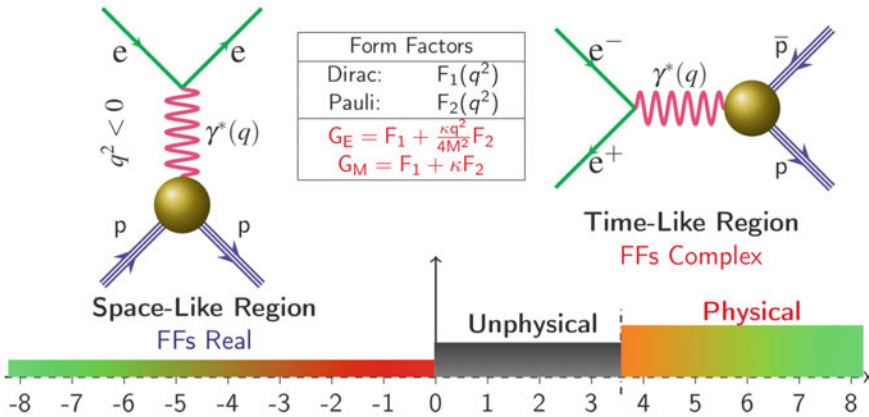 e e
q² < 0
γ*(q)
p p
Space-Like Region
FFs Real
Form Factors
Dirac: F₁(q²)
Pauli: F₂(q²)
G_E = F₁ + κq²/4M² F₂
G_M = F₁ + κF₂
e⁻
γ*(q)
p̅
e⁺
p
Time-Like Region
FFs Complex
Unphysical
Physical
-8 -7 -6 -5 -4 -3 -2 -1 0 1 2 3 4 5 6 7 8